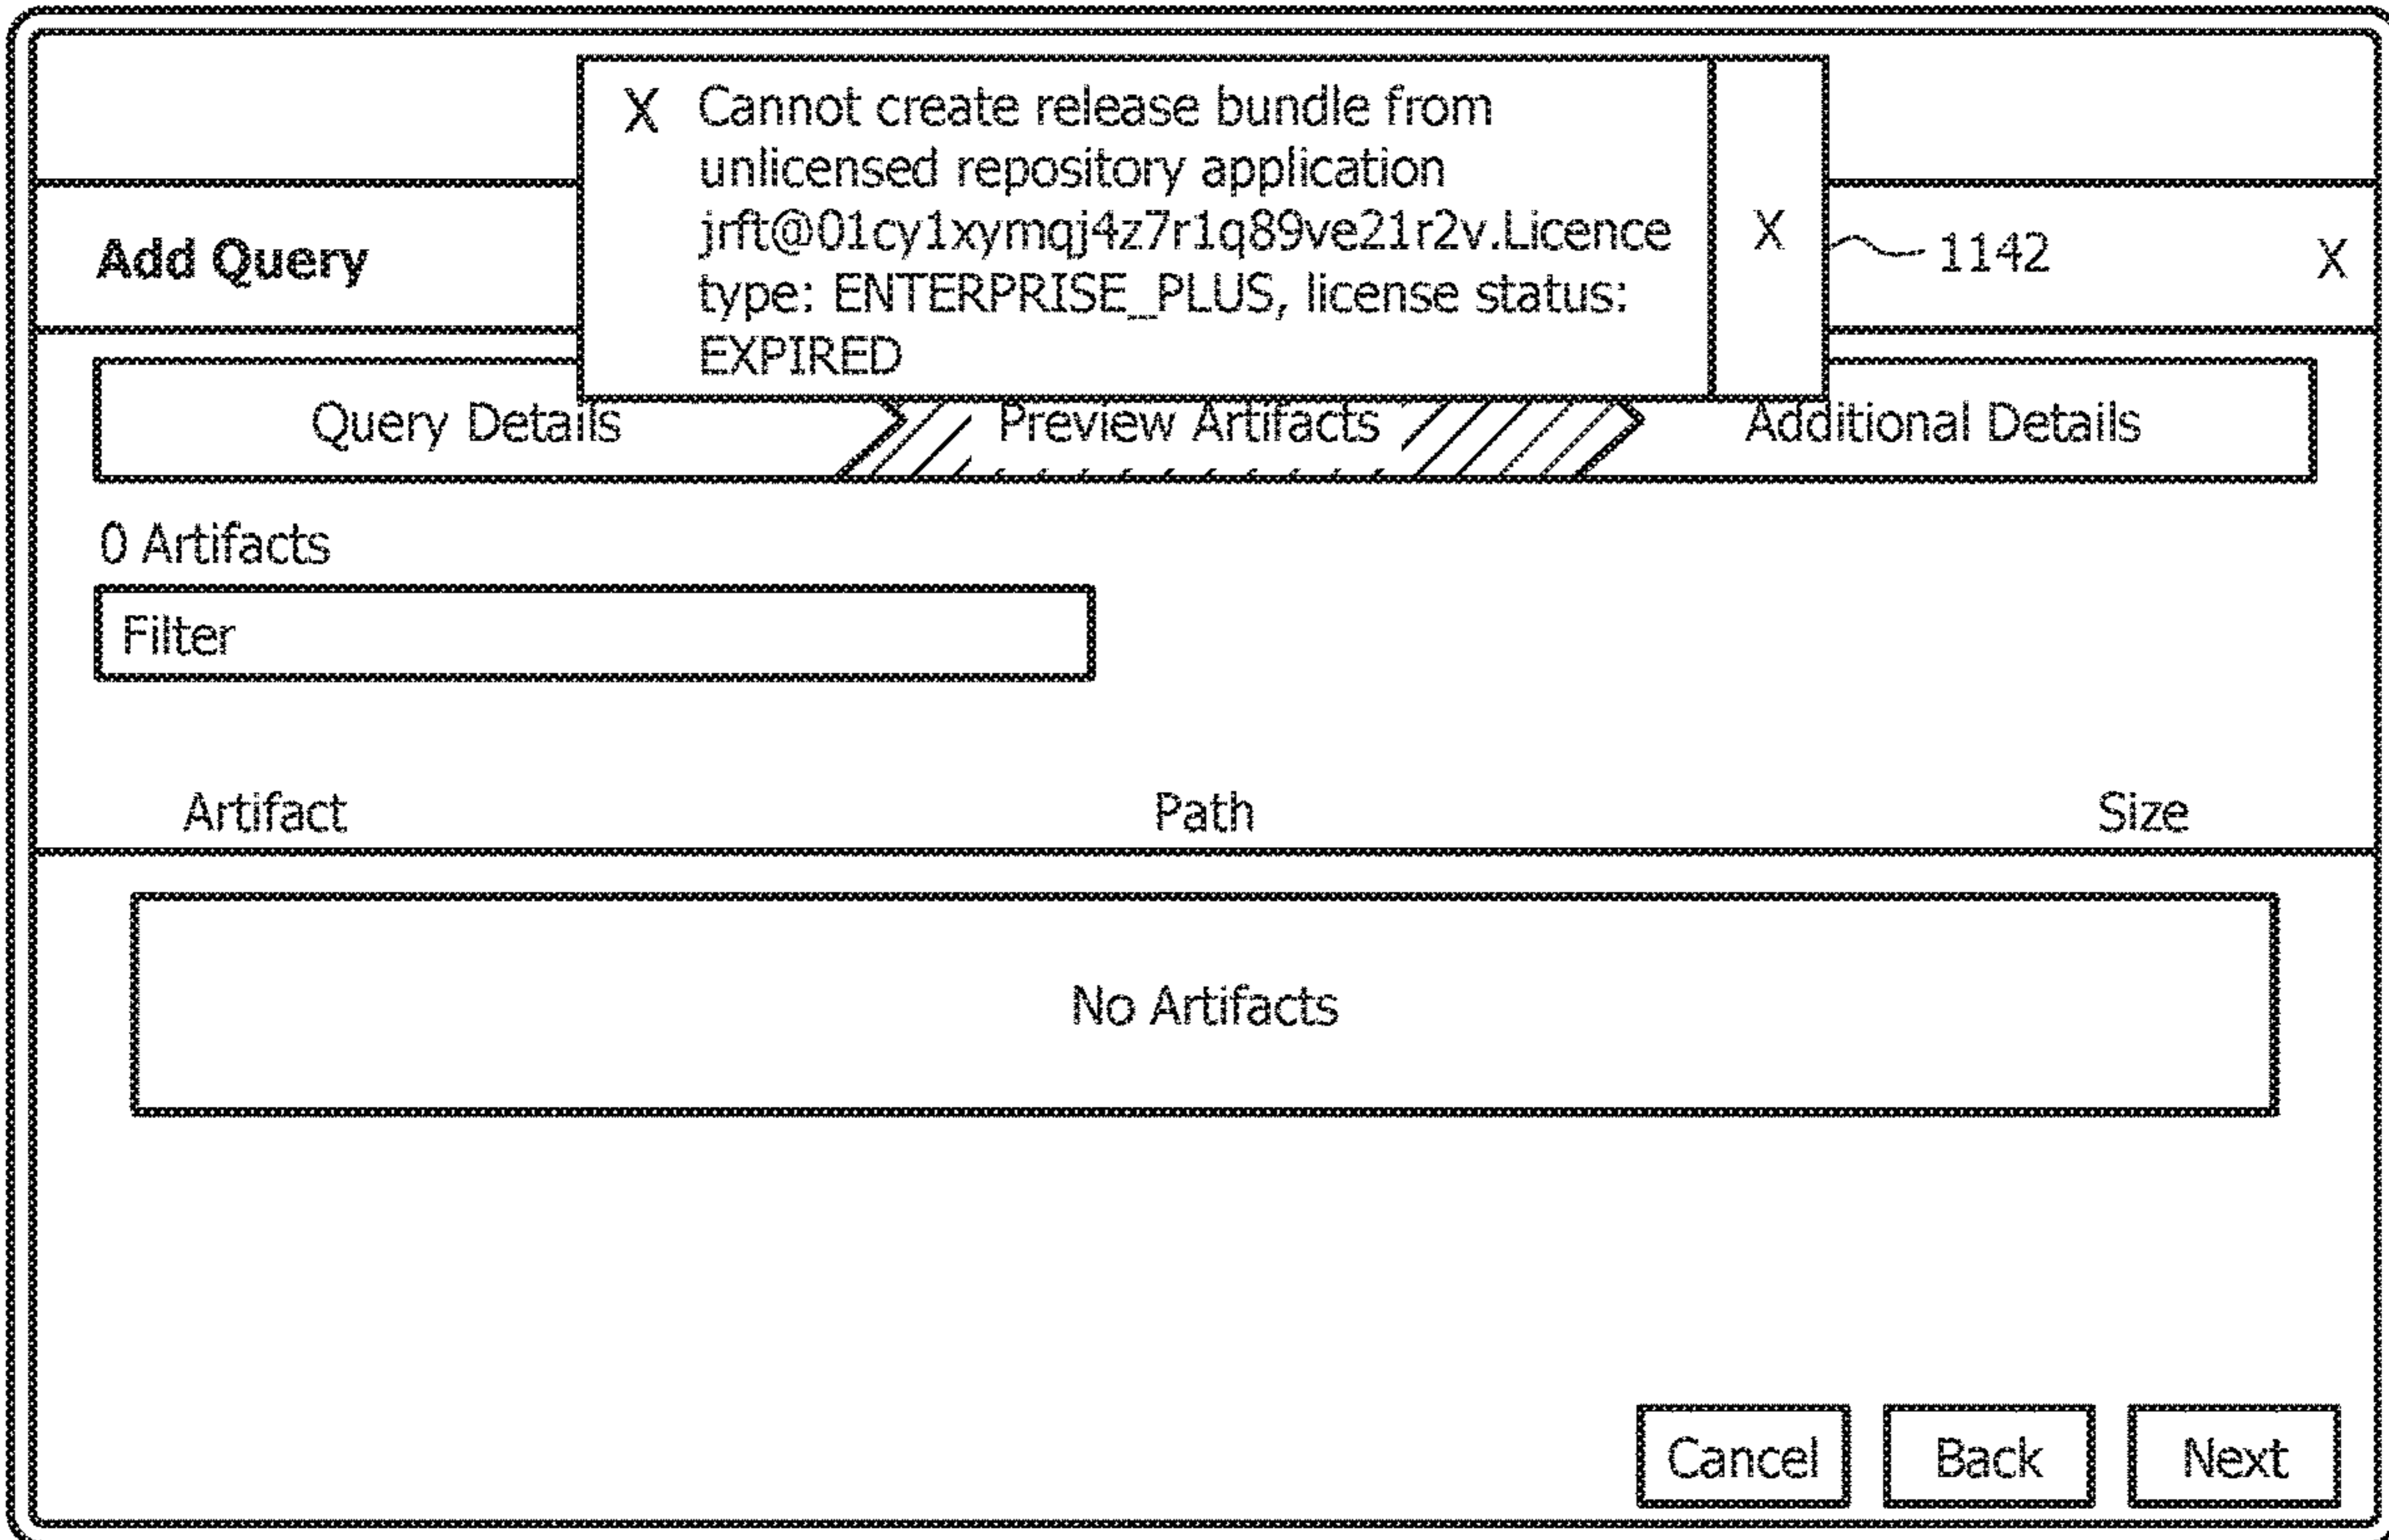 X Cannot create release bundle from
unlicensed repository application
jrft@01cy1xymqj4z7r1q89ve21r2v.Licence
type: ENTERPRISE_PLUS, license status:
EXPIRED
X
1142
X
Add Query
Query Details
Preview Artifacts
Additional Details
0 Artifacts
Filter
Artifact Path Size
No Artifacts
Cancel Back Next